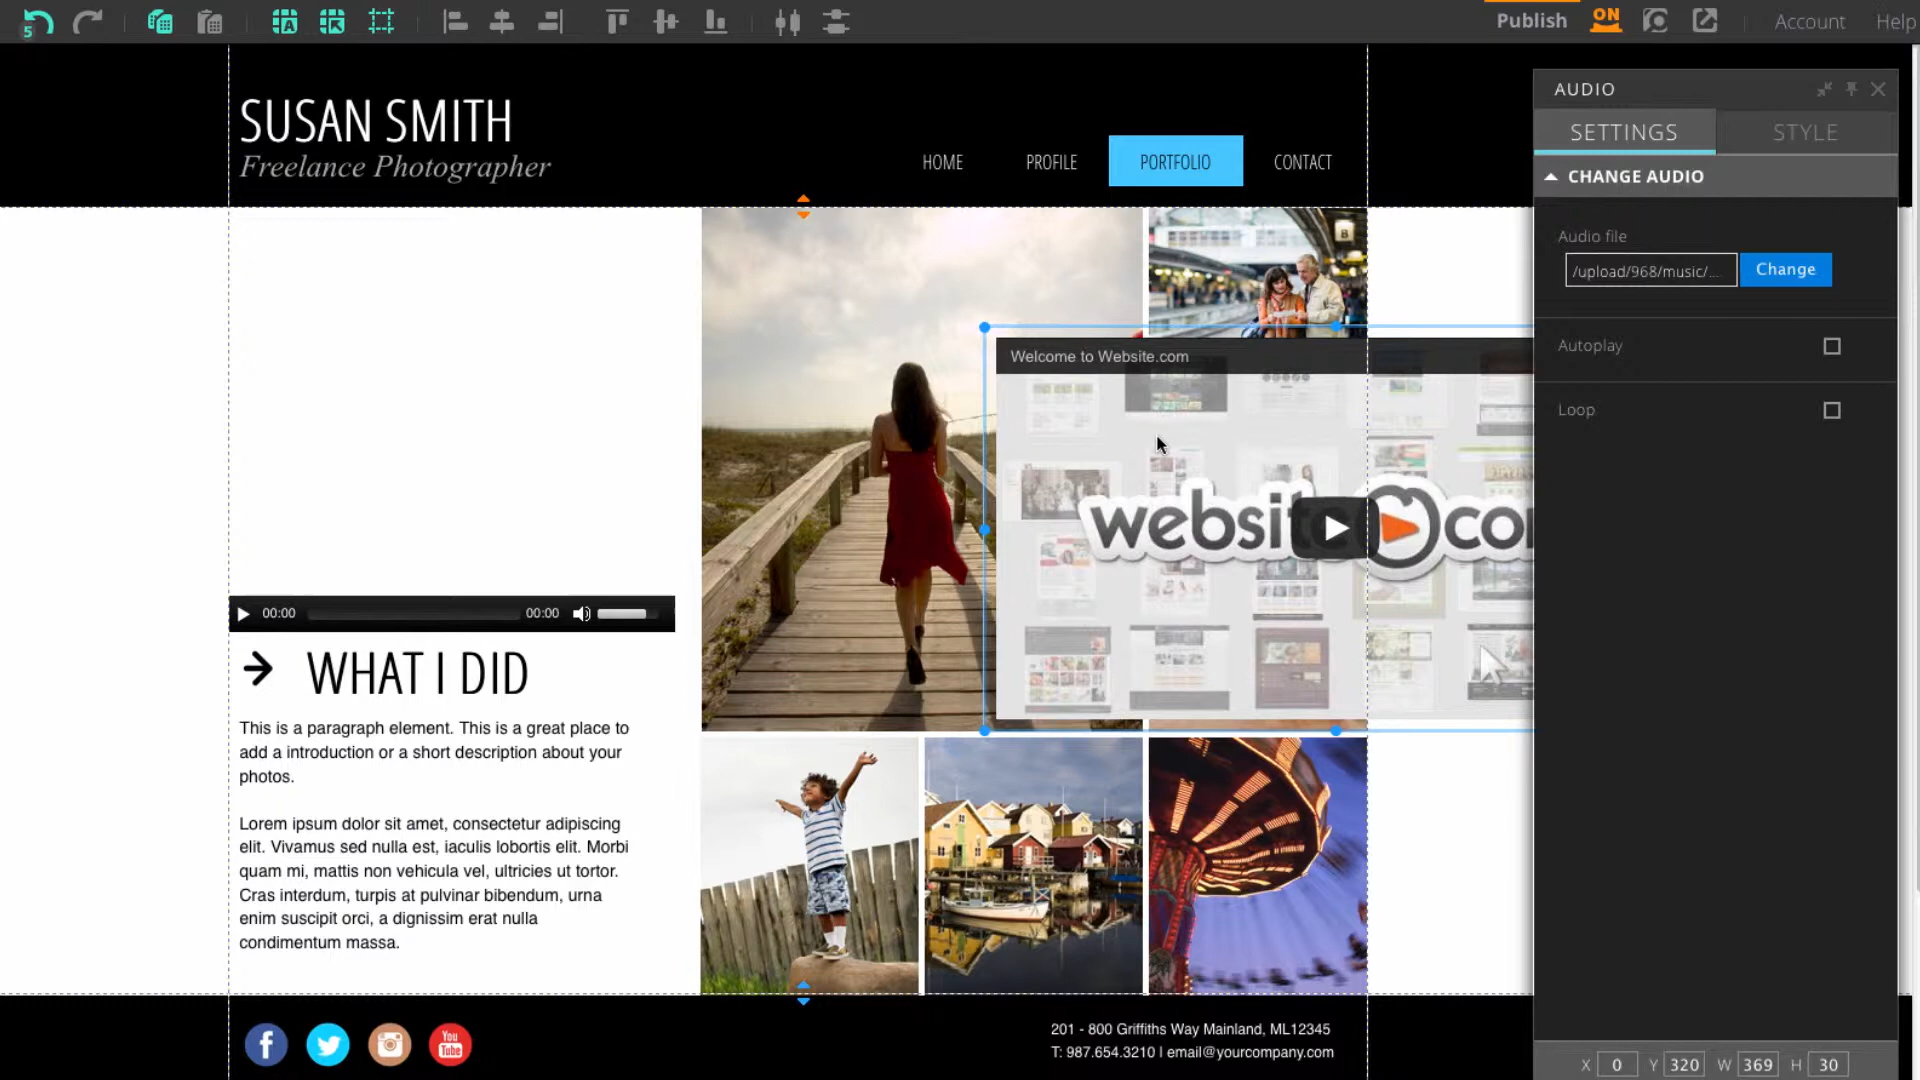 5
A
Publish
ON
Account
Help
SUSAN SMITH
Freelance Photographer
HOME
PROFILE
PORTFOLIO
CONTACT
AUDIO
SETTINGS
STYLE
CHANGE AUDIO
Audio file
/upload/968/music/...
Change
Autoplay
Loop
B
Welcome to Website.com
website com
00:00
00:00
WHAT I DID
This is a paragraph element. This is a great place to
add a introduction or a short description about your
photos.
Lorem ipsum dolor sit amet, consectetur adipiscing
elit. Vivamus sed nulla est, iaculis lobortis elit. Morbi
quam mi, mattis non vehicula vel, ultricies ut tortor.
Cras interdum, turpis at pulvinar bibendum, urna
enim suscipit orci, a dignissim erat nulla
condimentum massa.
f
You
Tube
201 - 800 Griffiths Way Mainland, ML12345
T: 987.654.3210 | email@yourcompany.com
X 0 Y 320 W 369 H 30